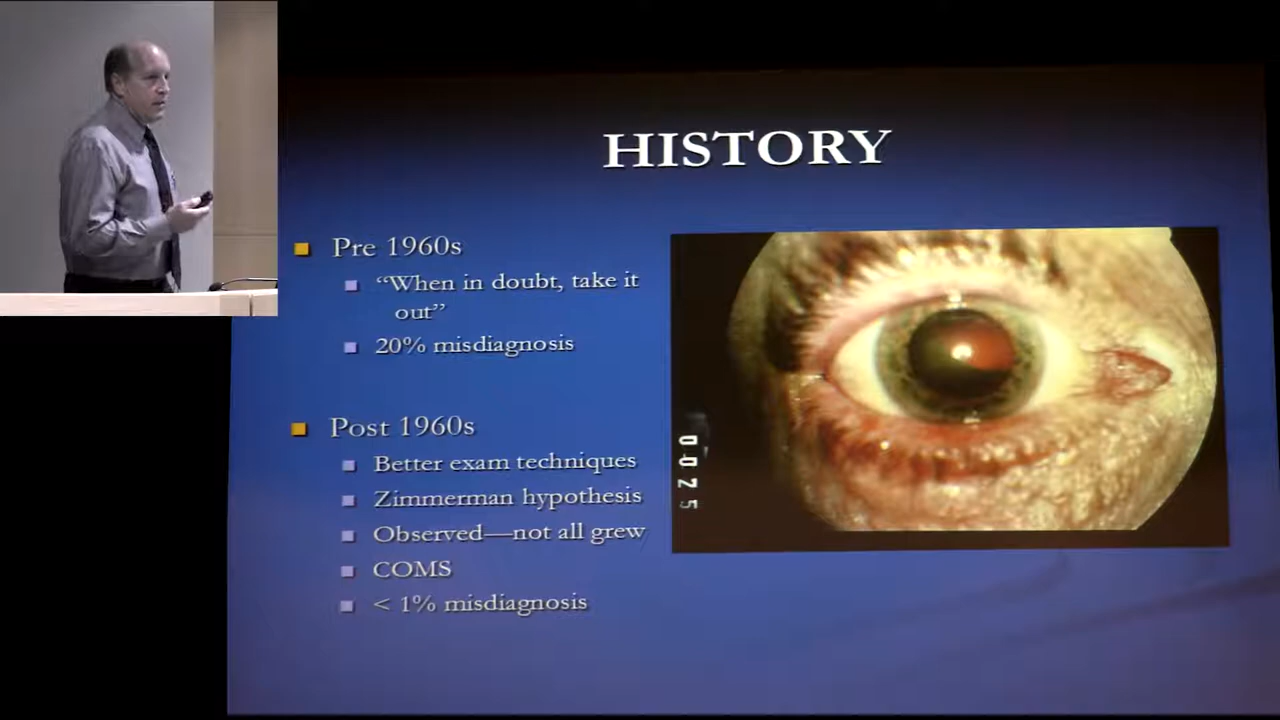 HISTORY
Pre 1960s
“When in doubt, take it
out”
20% misdiagnosis
Post 1960s
Better exam techniques
Zimmerman hypothesis
Observed—not all grew
COMS
< 1% misdiagnosis
0025